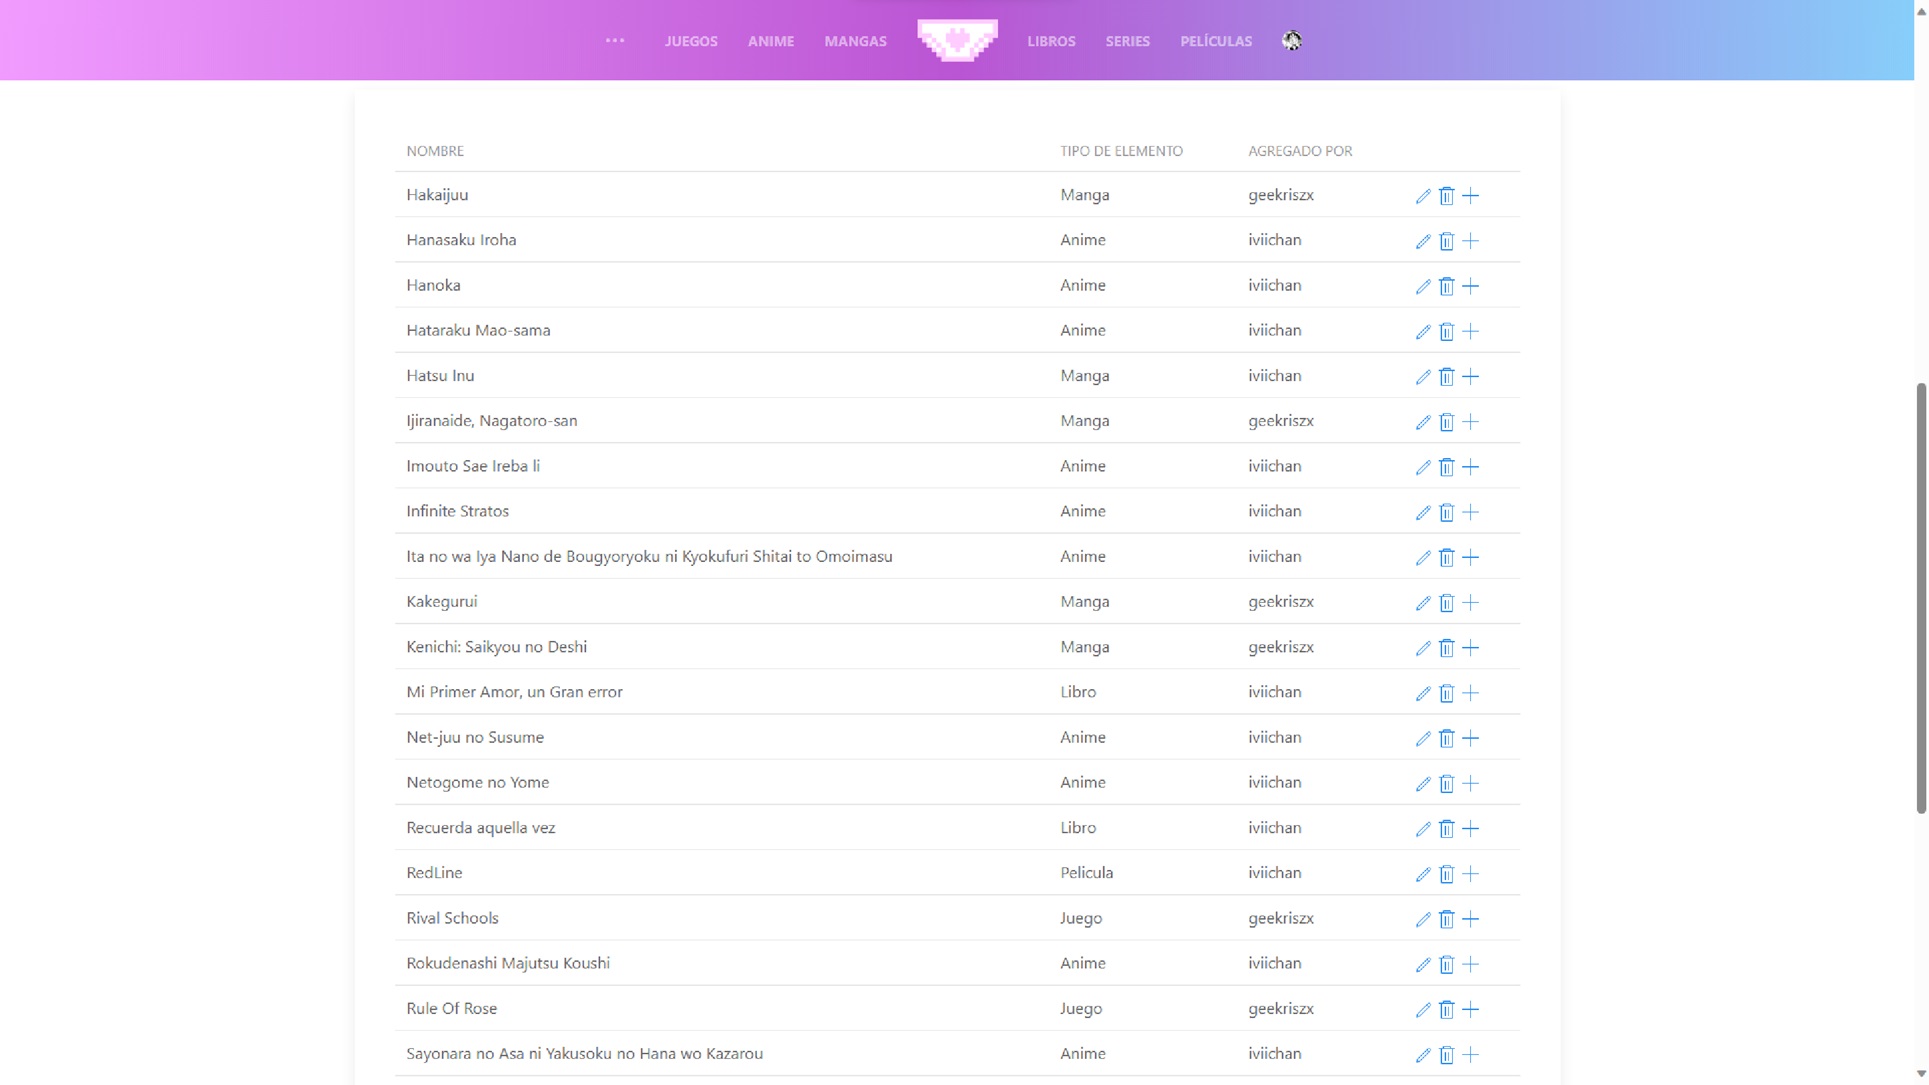 ••• JUEGOS ANIME MANGAS LIBROS SERIES PELÍCULAS
NOMBRE TIPO DE ELEMENTO AGREGADO POR
Hakaijuu Manga geekriszx
Hanasaku Iroha Anime iviichan
Hanoka Anime iviichan
Hataraku Mao-sama Anime iviichan
Hatsu Inu Manga iviichan
Ijiranaide, Nagatoro-san Manga geekriszx
Imouto Sae Ireba Ii Anime iviichan
Infinite Stratos Anime iviichan
Ita no wa Iya Nano de Bougyoryoku ni Kyokufuri Shitai to Omoimasu Anime iviichan
Kakegurui Manga geekriszx
Kenichi: Saikyou no Deshi Manga geekriszx
Mi Primer Amor, un Gran error Libro iviichan
Net-juu no Susume Anime iviichan
Netogome no Yome Anime iviichan
Recuerda aquella vez Libro iviichan
RedLine Pelicula iviichan
Rival Schools Juego geekriszx
Rokudenashi Majutsu Koushi Anime iviichan
Rule Of Rose Juego geekriszx
Sayonara no Asa ni Yakusoku no Hana wo Kazarou Anime iviichan